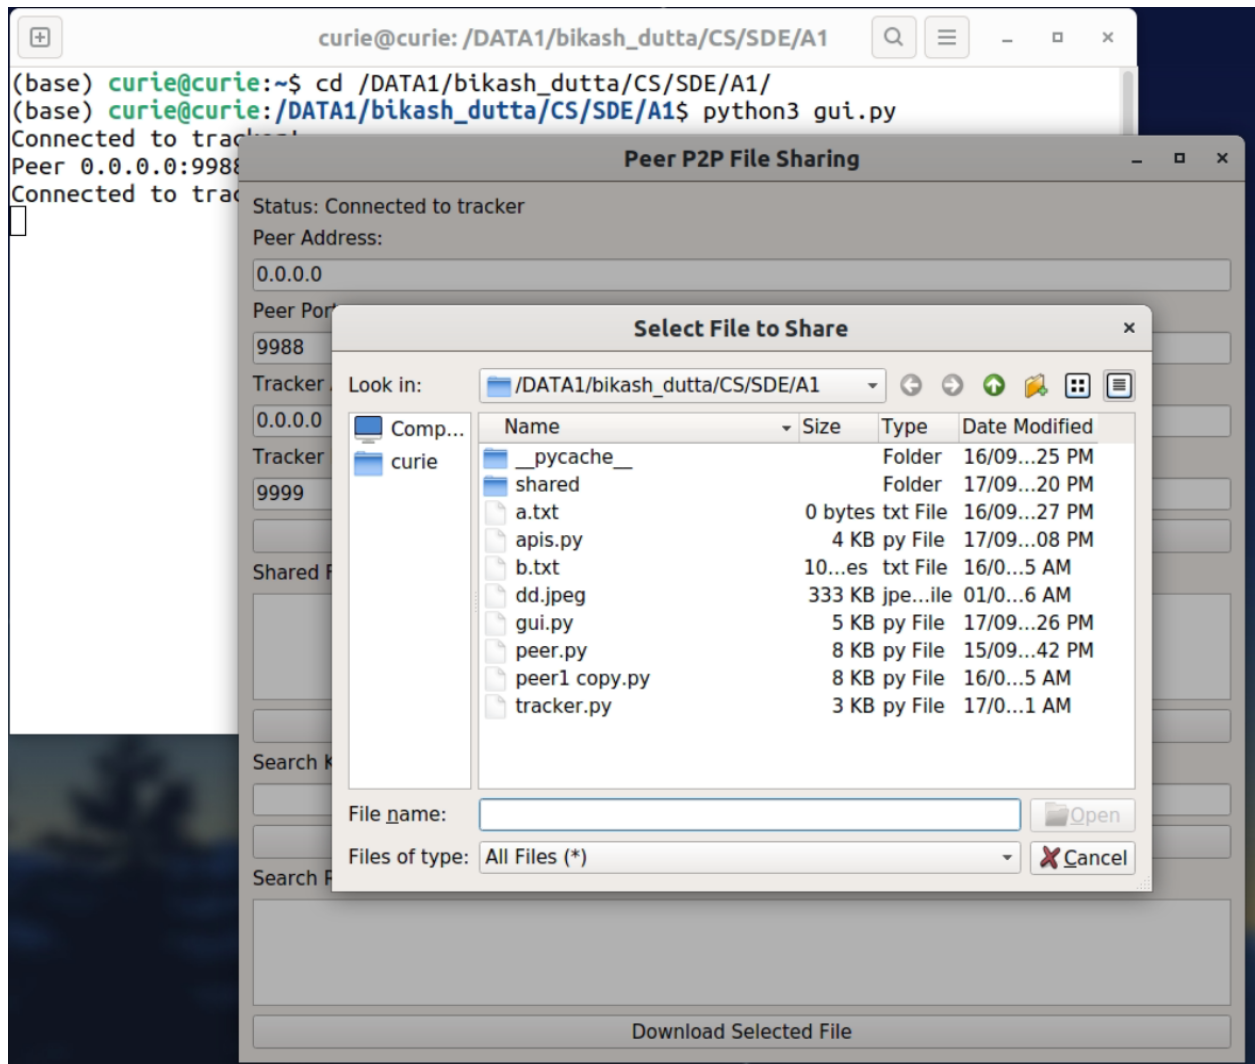 curie@curie: /DATA1/bikash_dutta/CS/SDE/A1
(base) curie@curie:~$ cd /DATA1/bikash_dutta/CS/SDE/A1/
(base) curie@curie:/DATA1/bikash_dutta/CS/SDE/A1$ python3 gui.py
Connected to
Peer 0.0.0.0:9988
Connected to
Peer P2P File Sharing
Status: Connected to tracker
Peer Address:
0.0.0.0
Peer
9988
Tracker
0.0.0.0
Tracker
9999
Shared
Search
Search
Download Selected File
Select File to Share
Look in: /DATA1/bikash_dutta/CS/SDE/A1
Comp...
curie
Name Size Type Date Modified
__pycache__ Folder 16/09...25 PM
shared Folder 17/09...20 PM
a.txt 0 bytes txt File 16/09...27 PM
apis.py 4 KB py File 17/09...08 PM
b.txt 10...es txt File 16/0...5 AM
dd.jpeg 333 KB jpe...ile 01/0...6 AM
gui.py 5 KB py File 17/09...26 PM
peer.py 8 KB py File 15/09...42 PM
peer1 copy.py 8 KB py File 16/0...5 AM
tracker.py 3 KB py File 17/0...1 AM
File name: Open
Files of type: All Files (*) Cancel